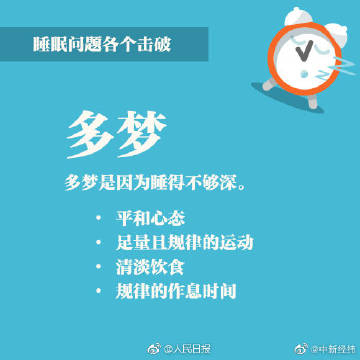 睡眠问题各个击破
多梦
多梦是因为睡得不够深。
• 平和心态
• 足量且规律的运动
• 清淡饮食
• 规律的作息时间
@人民日报
@中新经纬